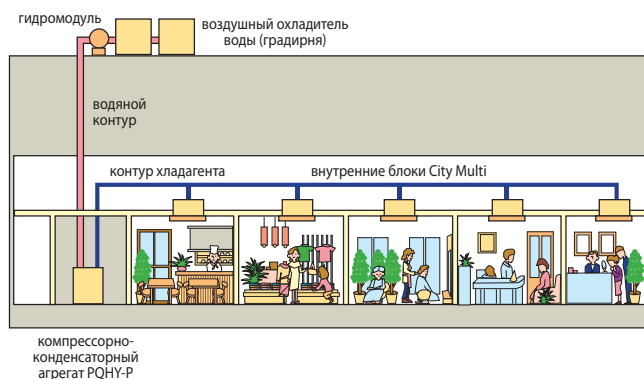 гидромодуль
воздушный охладитель
воды (градирня)
водяной
контур
контур хладагента
внутренние блоки City Multi
компрессорно-
конденсаторный
агрегат PQHY-P